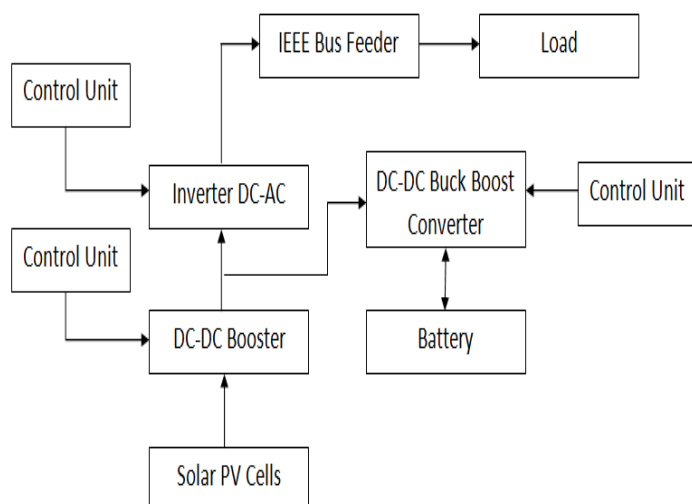 IEEE Bus Feeder
Load
Control Unit
Inverter DC-AC
DC-DC Buck Boost
Converter
Control Unit
Control Unit
DC-DC Booster
Battery
Solar PV Cells